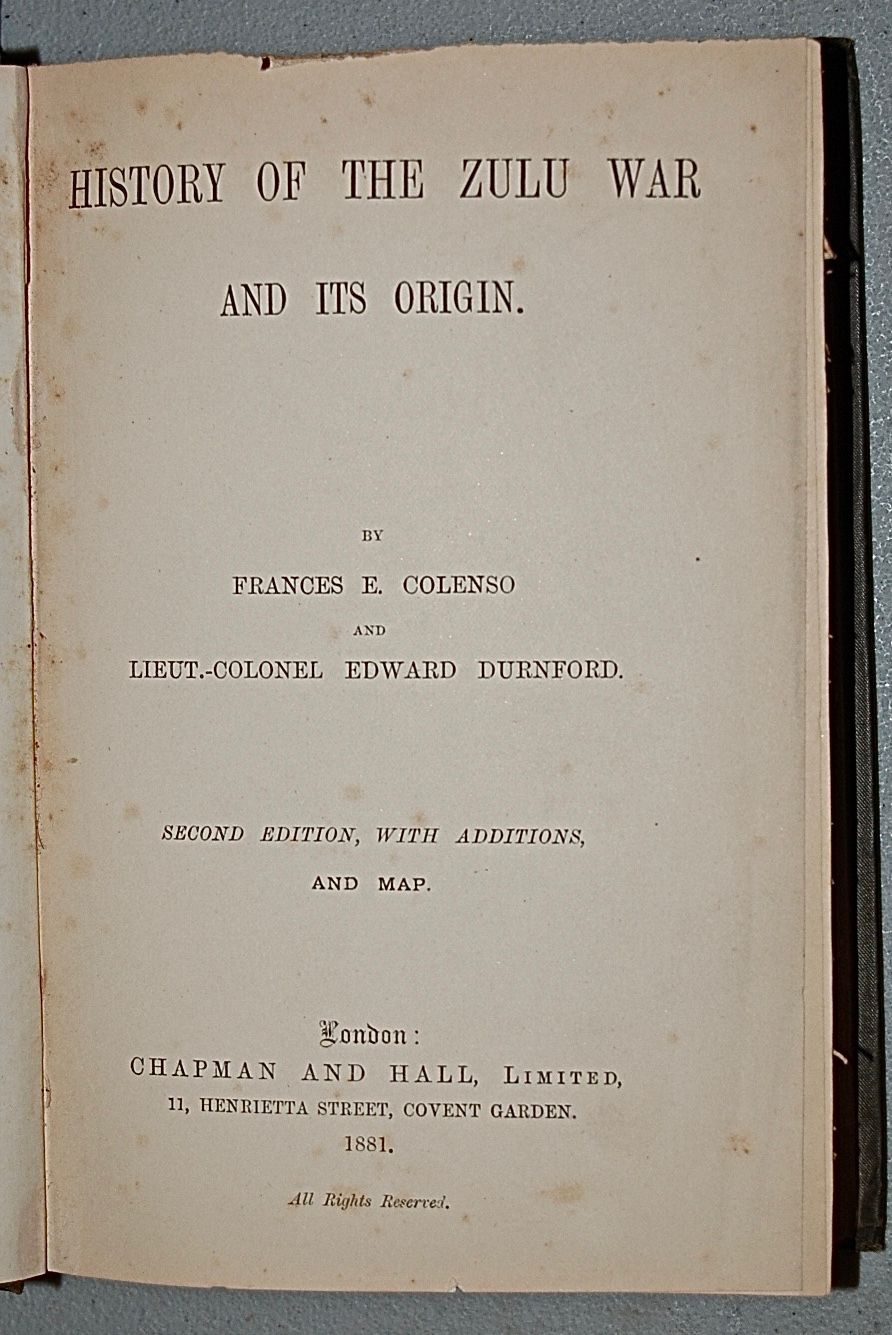 HISTORY OF THE ZULU WAR
AND ITS ORIGIN.
BY
FRANCES E. COLENSO
AND
LIEUT.-COLONEL EDWARD DURNFORD.
SECOND EDITION, WITH ADDITIONS,
AND MAP.
London:
CHAPMAN AND HALL, LIMITED,
11, HENRIETTA STREET, COVENT GARDEN.
1881.
All Rights Reserved.